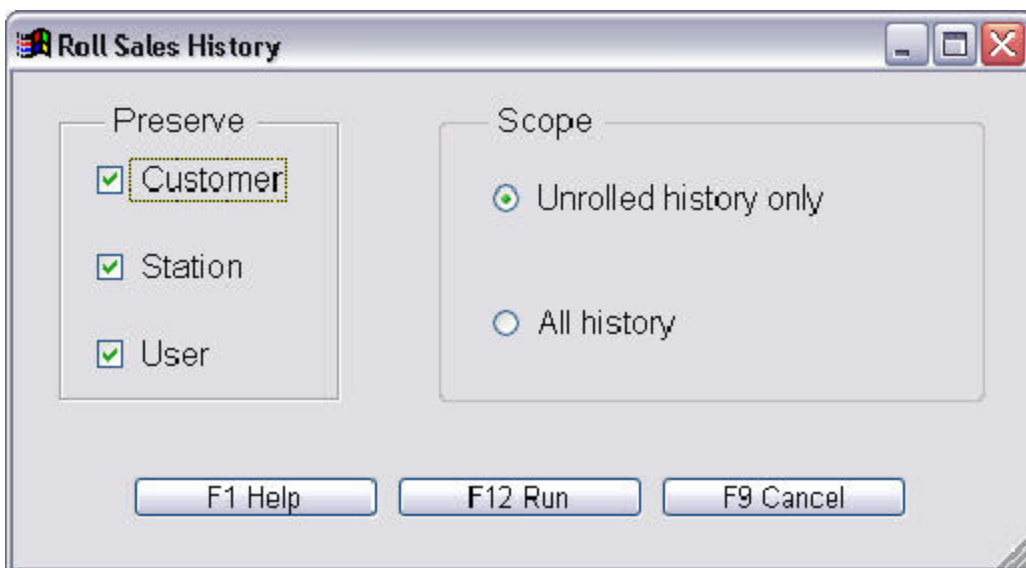 Roll Sales History
Preserve
Customer
Station
User
Scope
Unrolled history only
All history
F1 Help
F12 Run
F9 Cancel